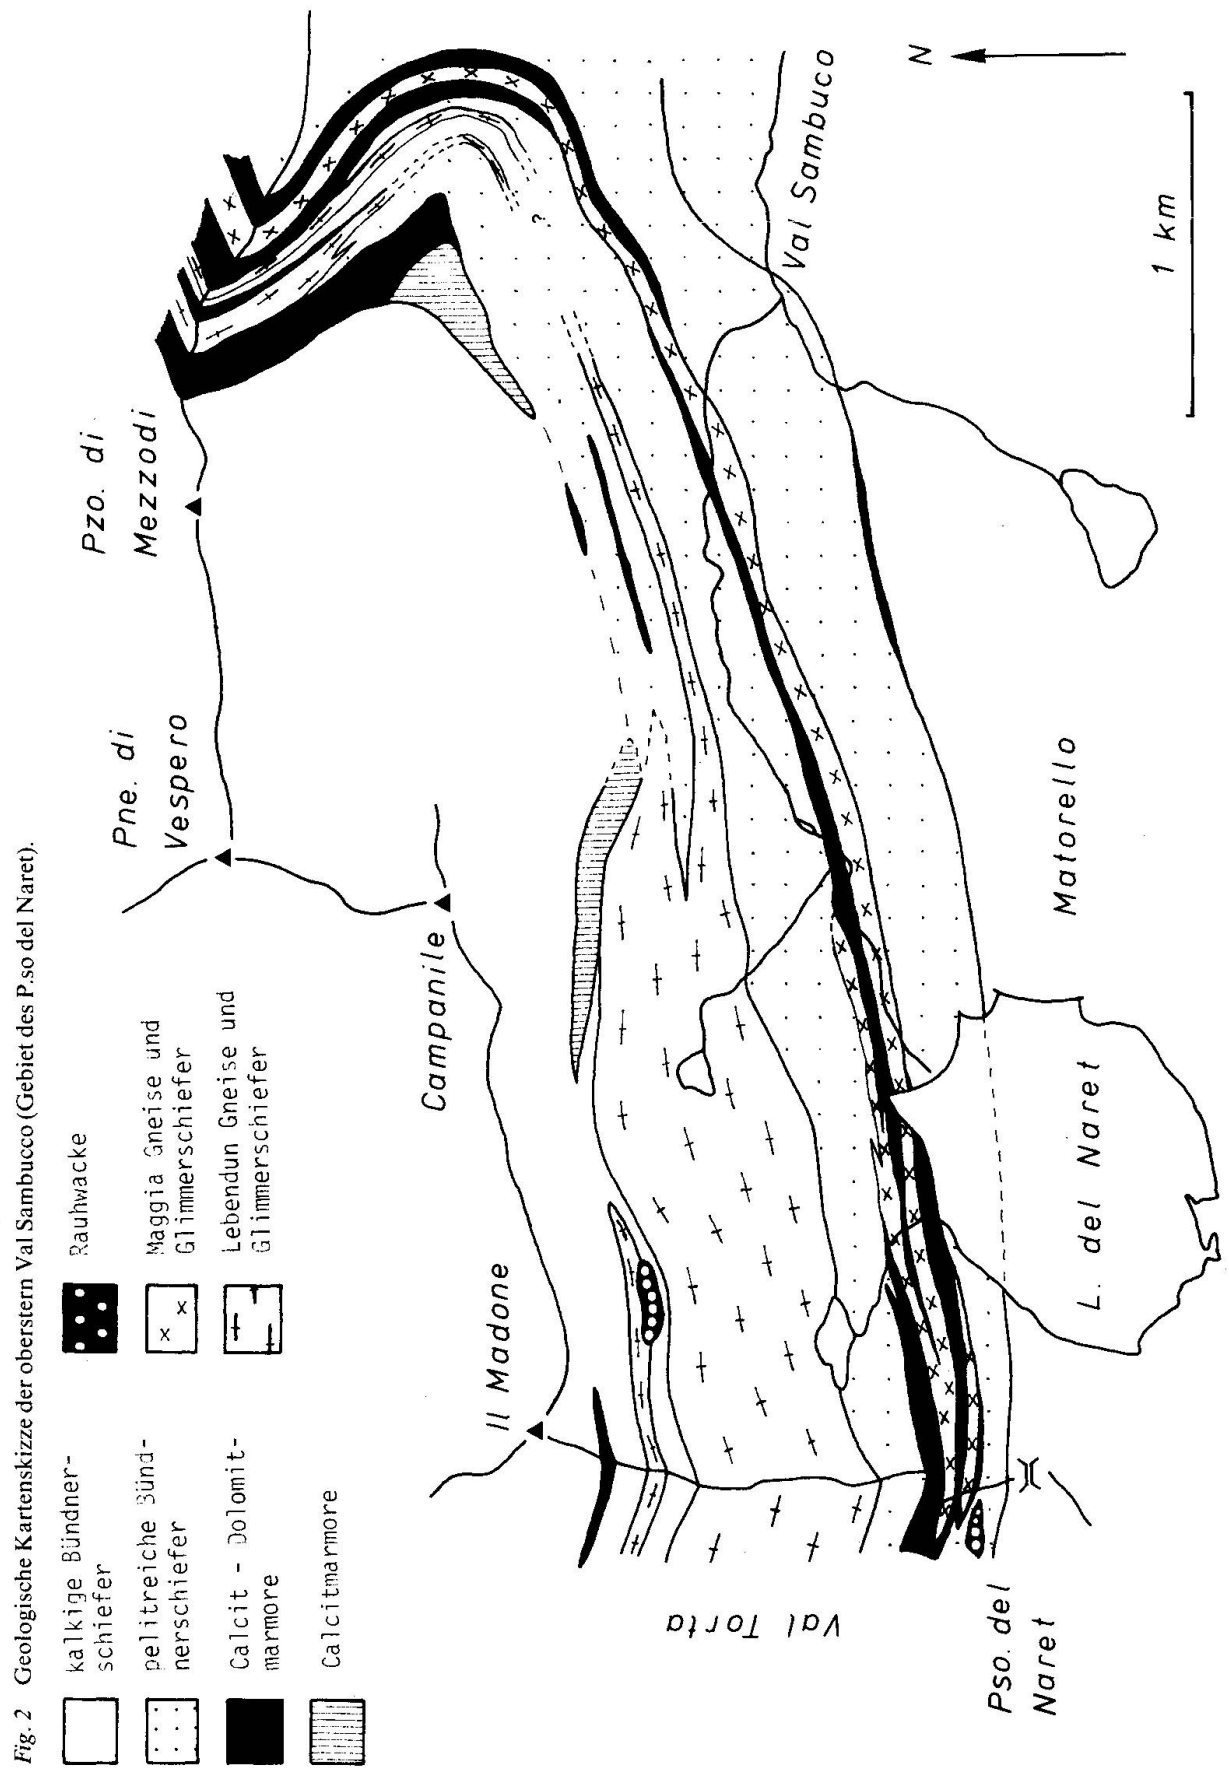 Fig. 2 Geologische Kartenskizze der oberstern Val Sambucco (Gebiet des P.so del Naret).
kalkige Bündner-
schiefer
pelitreiche Bünd-
nerschiefer
Calcit - Dolomit-
marmore
Calcitmarmore
Rauhwacke
Maggia Gneise und
Glimmerschiefer
Lebendun Gneise und
Glimmerschiefer
Pne. di
Vespero
Pzo. di
Mezzodi
Campanile
Il Madone
?
N
Val Sambuco
1 km
Val Torta
Pso. del
Naret
L. del Naret
Matorello